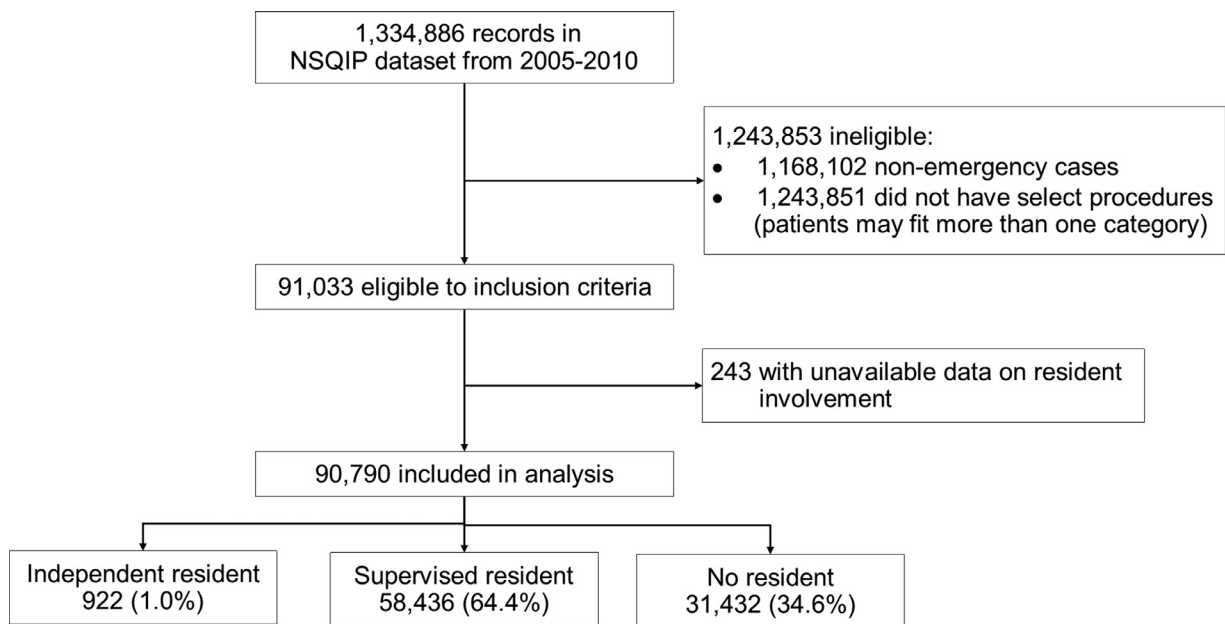 1,334,886 records in
NSQIP dataset from 2005-2010
1,243,853 ineligible:
• 1,168,102 non-emergency cases
• 1,243,851 did not have select procedures
(patients may fit more than one category)
91,033 eligible to inclusion criteria
243 with unavailable data on resident
involvement
90,790 included in analysis
Independent resident
922 (1.0%)
Supervised resident
58,436 (64.4%)
No resident
31,432 (34.6%)